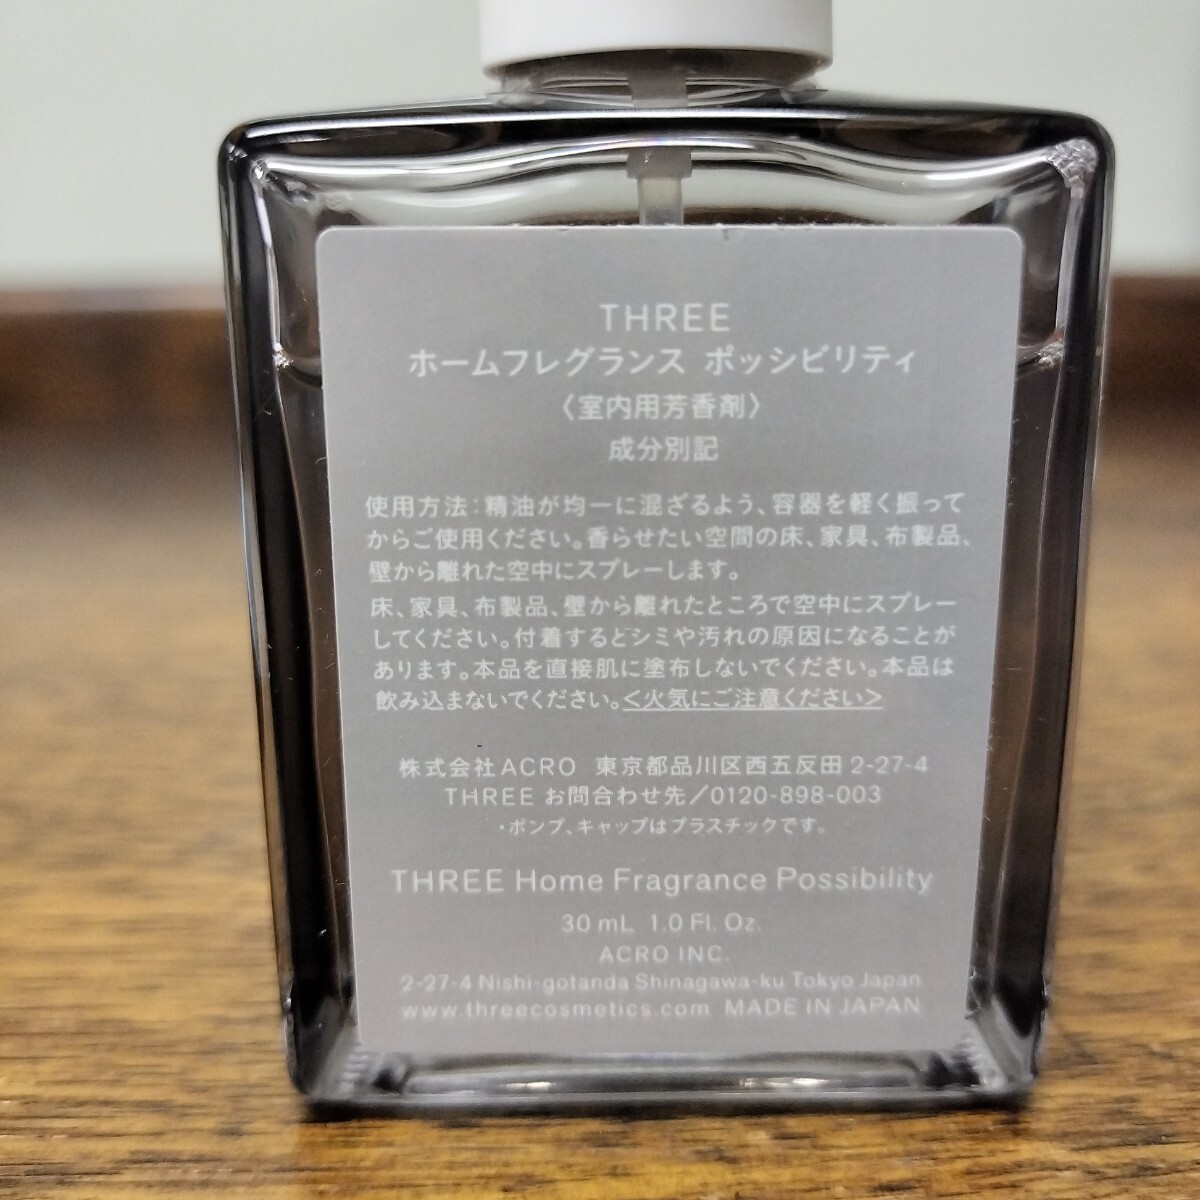 THREE
ホームフレグランス ポッシビリティ
〈室内用芳香剤〉
成分別記
使用方法：精油が均一に混ざるよう、容器を軽く振って
からご使用ください。香らせたい空間の床、家具、布製品、
壁から離れた空中にスプレーします。
床、家具、布製品、壁から離れたところで空中にスプレー
してください。付着するとシミや汚れの原因になることが
あります。本品を直接肌に塗布しないでください。本品は
飲み込まないでください。<火気にご注意ください>
株式会社ACRO 東京都品川区西五反田2-27-4
THREE お問合わせ先／0120-898-003
・ポンプ、キャップはプラスチックです。
THREE Home Fragrance Possibility
30 mL 1.0 Fl. Oz.
ACRO INC.
2-27-4 Nishi-gotanda Shinagawa-ku Tokyo Japan
www.threecosmetics.com MADE IN JAPAN